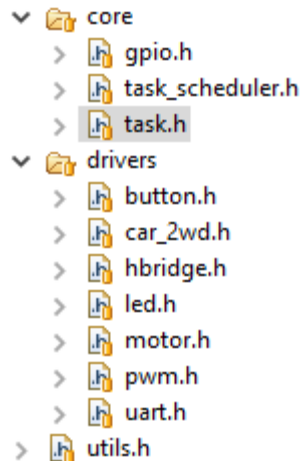 core
gpio.h
task_scheduler.h
task.h
drivers
button.h
car_2wd.h
hbridge.h
led.h
motor.h
pwm.h
uart.h
utils.h